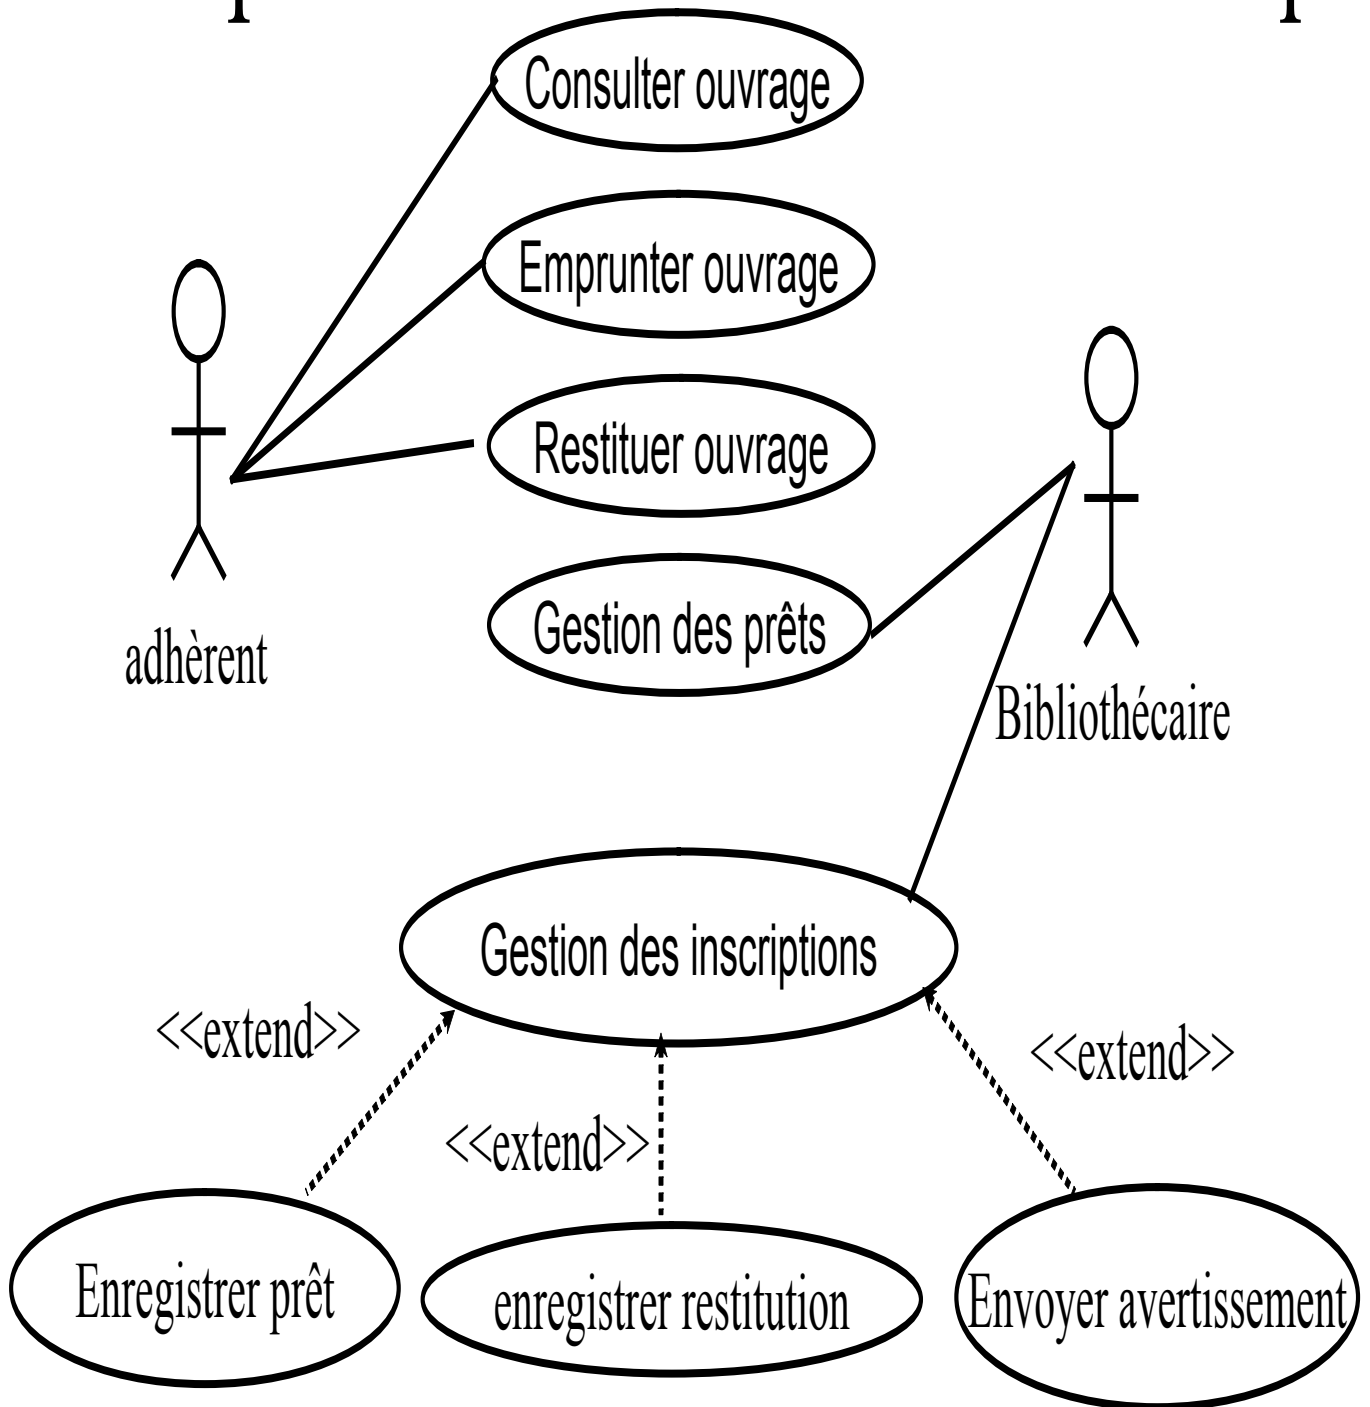 Consulter ouvrage
Emprunter ouvrage
Restituer ouvrage
Gestion des prêts
adhèrent
Bibliothécaire
Gestion des inscriptions
<<extend>>
<<extend>>
<<extend>>
Enregistrer prêt
enregistrer restitution
Envoyer avertissement